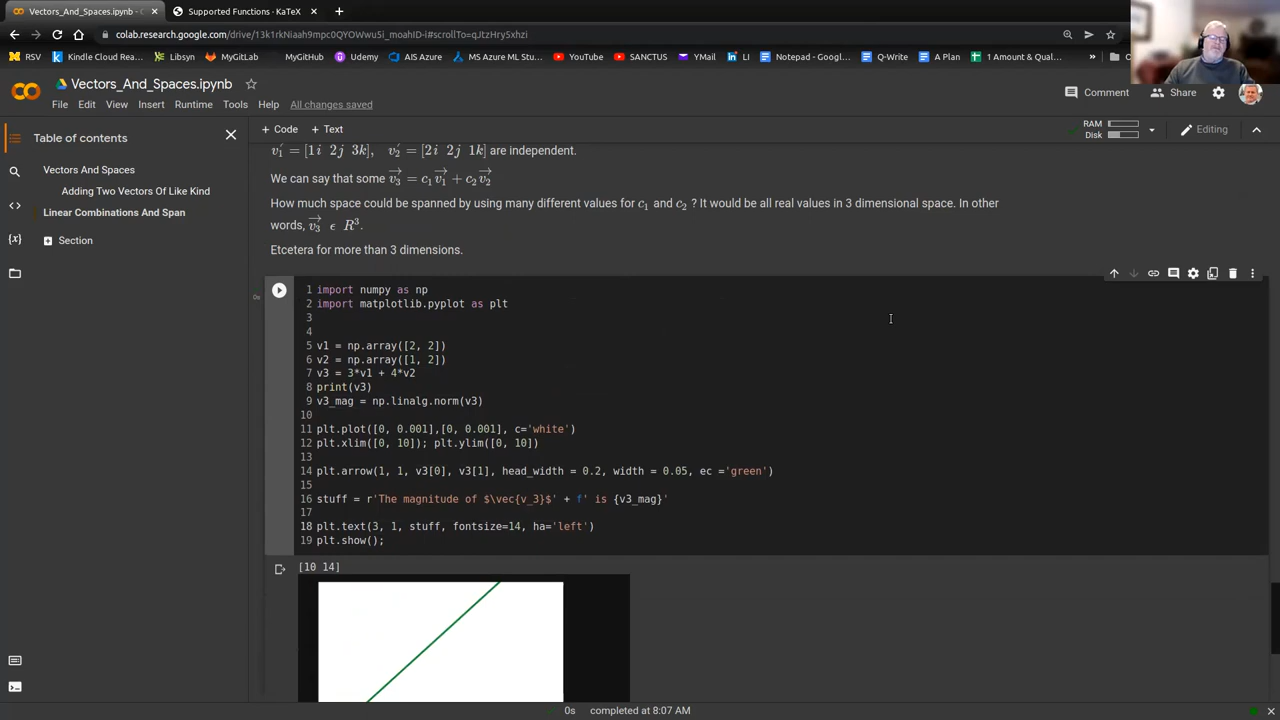 Vectors_And_Spaces.ipynb - C
Supported Functions - KaTeX
colab.research.google.com/drive/13k1rkNiaah9mpc0QYOWwu5i_moahID-i#scrollTo=qJtzHry5xhzi
RSV
Kindle Cloud Rea...
Libsyn
MyGitLab
MyGitHub
Udemy
AIS Azure
MS Azure ML Stu...
YouTube
SANCTUS
YMail
LI
Notepad - Googl...
Q-Write
A Plan
1 Amount & Qual...
»
Vectors_And_Spaces.ipynb
File Edit View Insert Runtime Tools Help All changes saved
Comment
Share
+ Code + Text
RAM
Disk
Editing
Table of contents
Vectors And Spaces
Adding Two Vectors Of Like Kind
Linear Combinations And Span
Section
{x}
v₁′ = [1i 2j 3k], v₂′ = [2i 2j 1k] are independent.
We can say that some v₃⃗ = c₁v₁⃗ + c₂v₂⃗
How much space could be spanned by using many different values for c₁ and c₂ ? It would be all real values in 3 dimensional space. In other
words, v₃⃗ ϵ R³.
Etcetera for more than 3 dimensions.
0s
1 import numpy as np
2 import matplotlib.pyplot as plt
3
4
5 v1 = np.array([2, 2])
6 v2 = np.array([1, 2])
7 v3 = 3*v1 + 4*v2
8 print(v3)
9 v3_mag = np.linalg.norm(v3)
10
11 plt.plot([0, 0.001],[0, 0.001], c='white')
12 plt.xlim([0, 10]); plt.ylim([0, 10])
13
14 plt.arrow(1, 1, v3[0], v3[1], head_width = 0.2, width = 0.05, ec ='green')
15
16 stuff = r'The magnitude of $\vec{v_3}$' + f' is {v3_mag}'
17
18 plt.text(3, 1, stuff, fontsize=14, ha='left')
19 plt.show();
[10 14]
0s completed at 8:07 AM